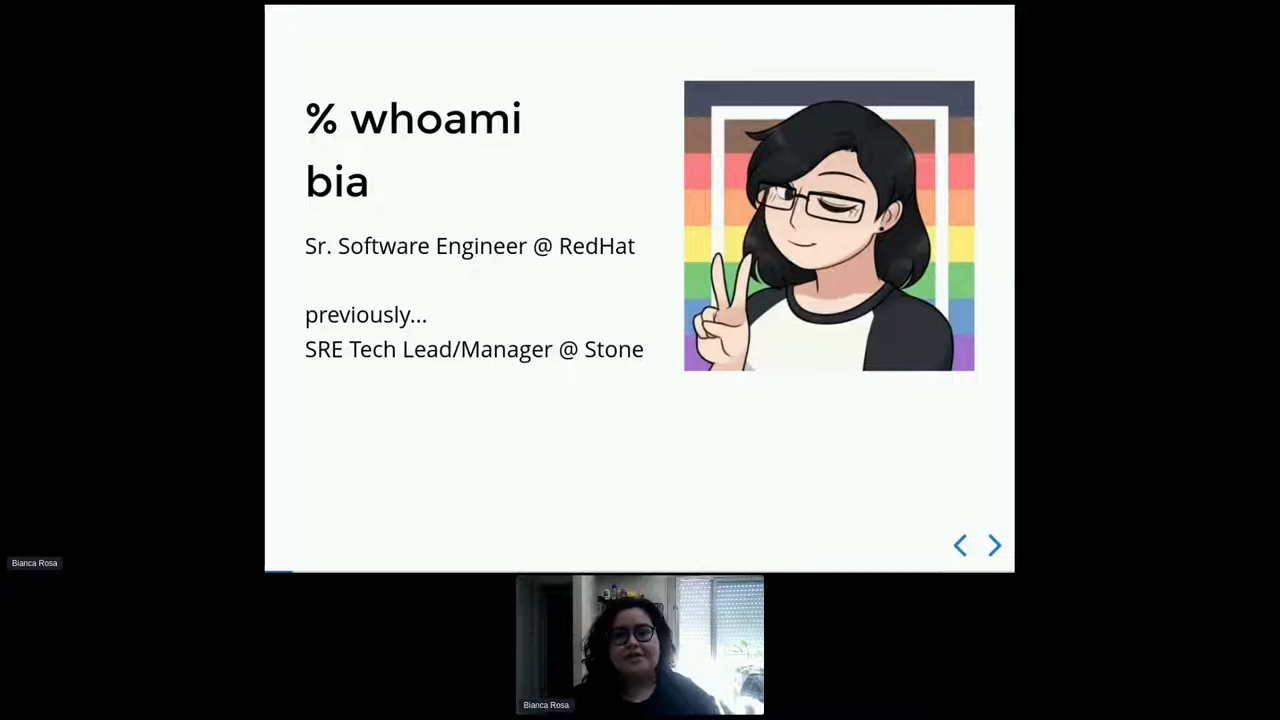 % whoami
bia
Sr. Software Engineer @ RedHat
previously...
SRE Tech Lead/Manager @ Stone
Bianca Rosa
Bianca Rosa